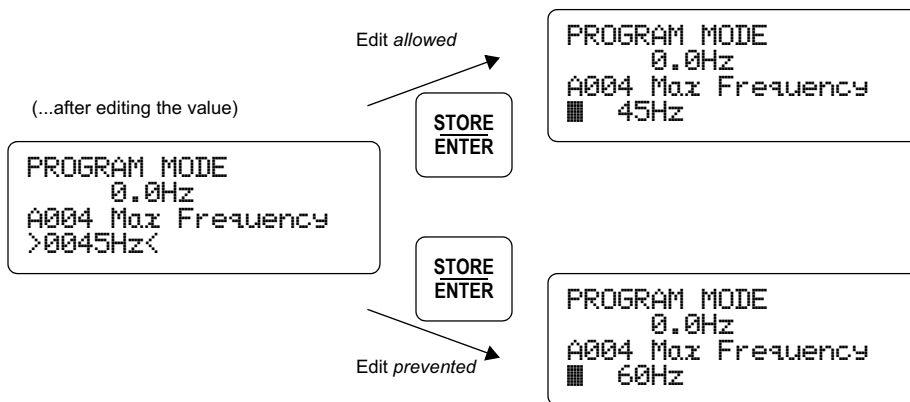 Edit allowed
(...after editing the value)
PROGRAM MODE
0.0Hz
A004 Max Frequency
>0045Hz<
STORE
ENTER
PROGRAM MODE
0.0Hz
A004 Max Frequency
45Hz
STORE
ENTER
Edit prevented
PROGRAM MODE
0.0Hz
A004 Max Frequency
60Hz